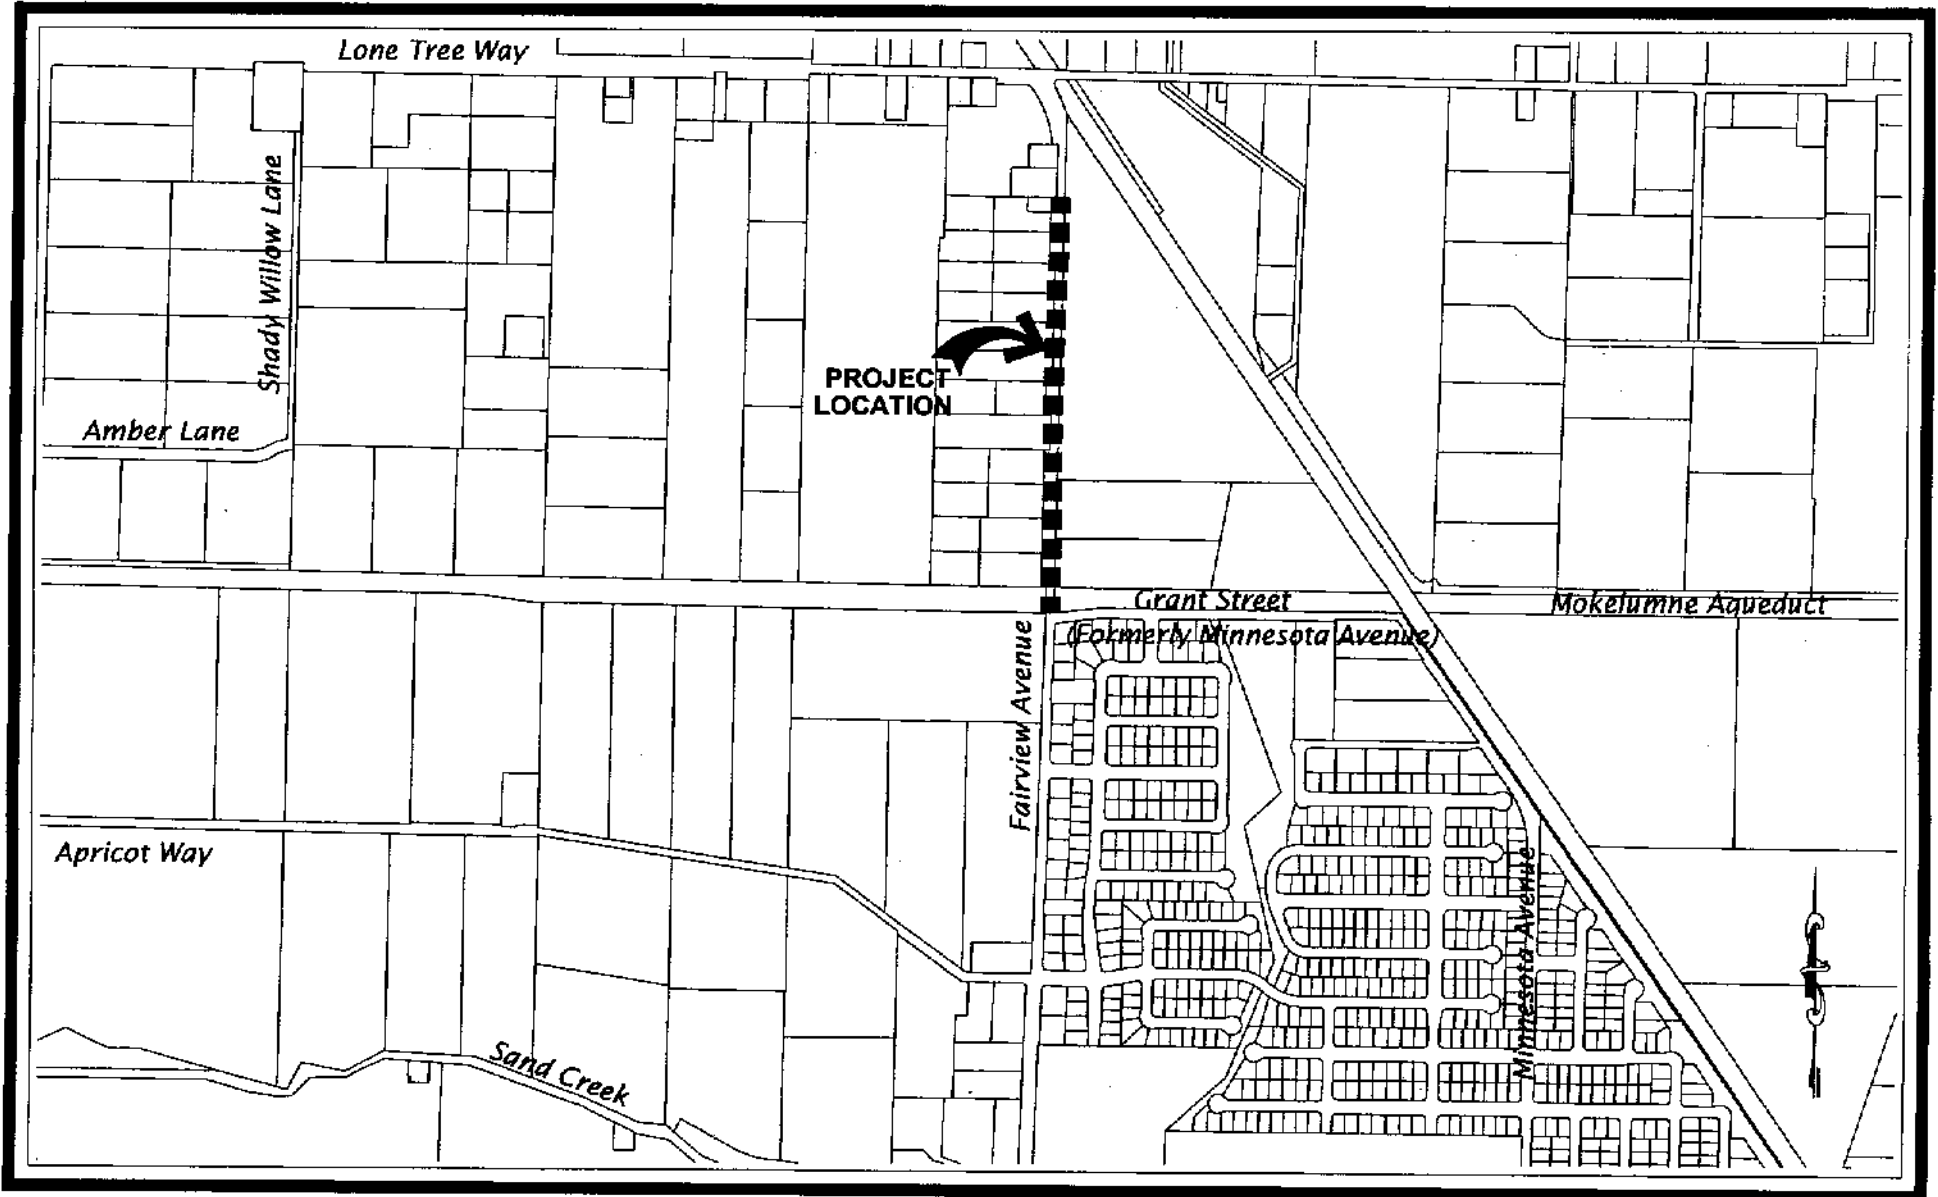 Lone Tree Way
Shady Willow Lane
PROJECT
LOCATION
Amber Lane
Grant Street
(Formerly Minnesota Avenue)
Mokelumne Aqueduct
Fairview Avenue
Apricot Way
Minnesota Avenue
Sand Creek